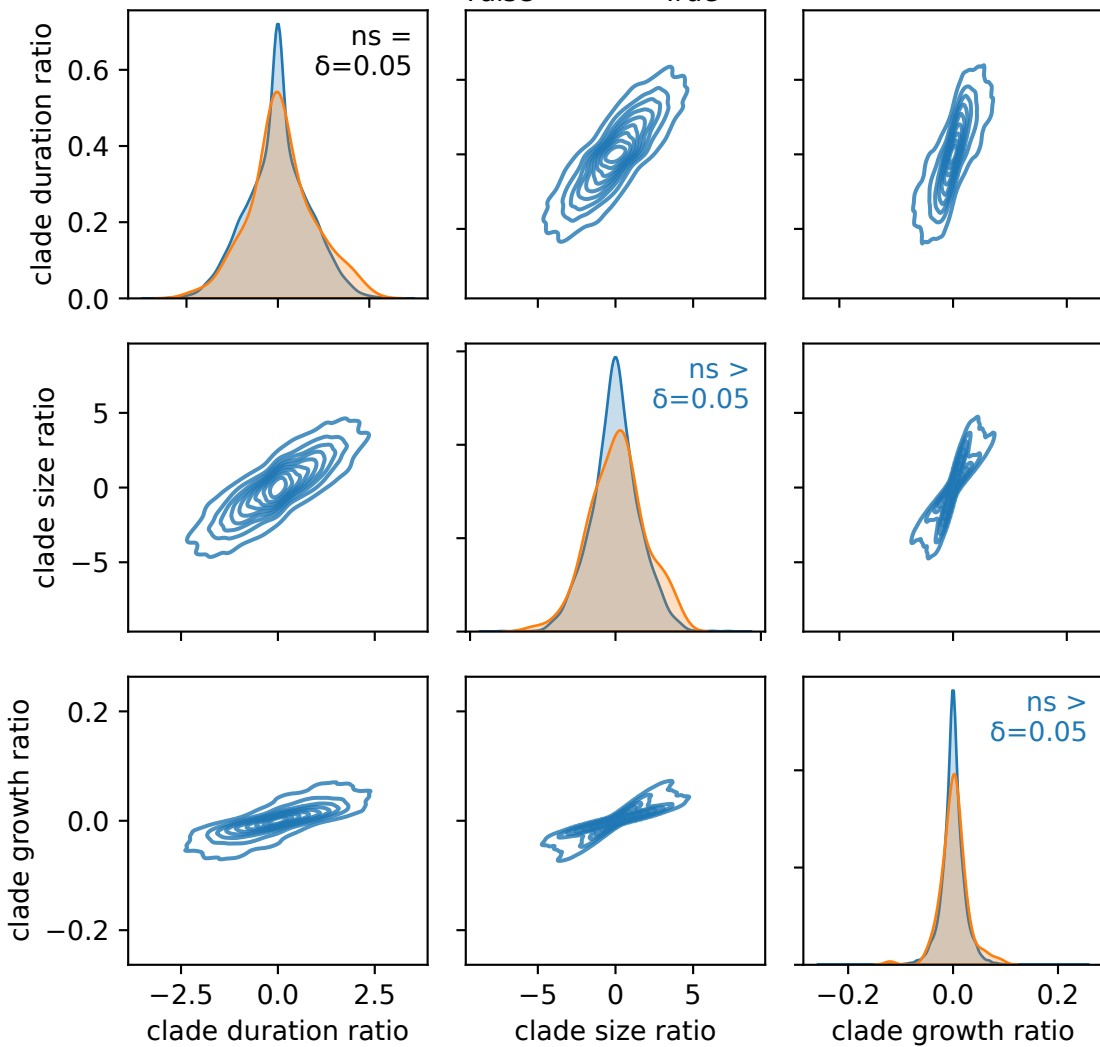 clade duration ratio
0.6
0.4
0.2
0.0
ns =
δ=0.05
clade size ratio
5
0
−5
ns >
δ=0.05
clade growth ratio
0.2
0.0
−0.2
ns >
δ=0.05
−2.5 0.0 2.5
−5 0 5
−0.2 0.0 0.2
clade duration ratio
clade size ratio
clade growth ratio